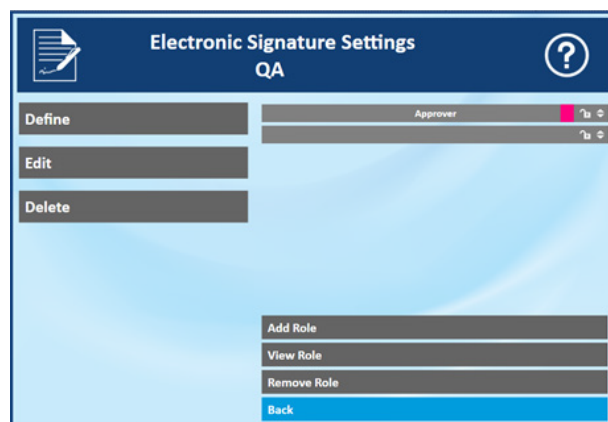 Electronic Signature Settings
QA
?
Define
Approver
Edit
Delete
Add Role
View Role
Remove Role
Back